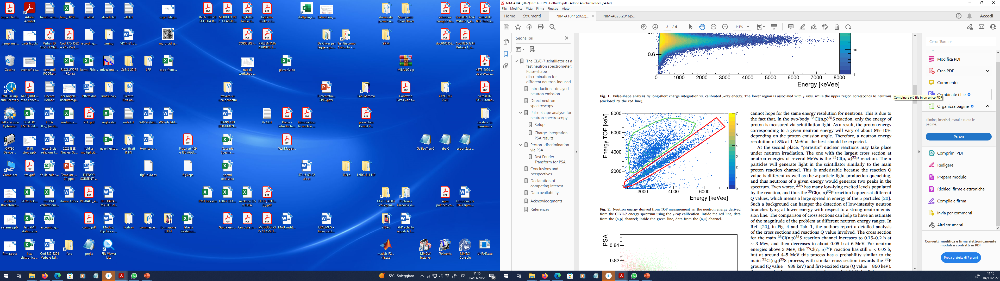 impacchett...
Adobe Acrobat
trendmicro....
time_HPGE....
chat.txt
davide.txt
ulli.txt
expo-lab.p...
INFN 101-20 SCHEDA R...
MODULO RX 2- CLASSIFI...
biglietto Giulia G...
biglietto Giulia e B...
shiftplan_c...
Saturation_...
domanda premio u...
Stampante Color Driver
soluzione compito fa...
Cod 882-3294 Verbale 1_si...
verbali ID 883-Tutora...
_temp_mat...
cartelli.pptx
Verbali ID 1055-LEONI...
Cod 970-3522 e 970-3523_...
recording....
xming
VD14-E1.d...
my_orcid_q...
CORRIEREF...
PRESENTATA A BRUXELL...
Da Oliver per leggere piu...
Tesi Giacomo Colombi - ...
SIPM
doc0100352...
Cod 882-3294 Verbale 1_si...
Cestino
overleaf-co...
comandi ROOT.txt
RISOLUTORE - FC.xlsx
Iscritti_Fisic...
attivazione_...
CeBr3-2015
LRP
expo-franc...
nuball workshop....
giovani.xlsx
MILANO.zip
4878_2020_... approvazio...
Dell Backup and Recovery
AOO_DRU-... esito conco...
Licenza RAR.txt
per Angela - risolutore.p...
lettera.doc
limesurvey
Rientro Rivelat...
trovato su una pennetta
Presentatio... SPES.pptx
Lab-Gamma
Contratto Posta Certif...
CLYC 3x3 2022
verbali ID 883-Tutorat...
Dell Precision Optimizer
SCRITTO FISICA PRE...
ECFA TF7_Questi...
risolutore....
PEC.pdf
soglie.xlsx
note.txt
WP2-4-Tabl...
WP2-4-Tabl...
TEMPLATO DOCUMEN...
P-A.txt
Krane - Introducto...
Introduction to nuclear ...
preventivo Dental P...
da abc.c in gammami
ORTEC Device ...
SNRI story.pptx
ensar2-bis relazione t...
2022 IEEE Nuclear Sc...
fold vs multiplicit...
gain-fluctu...
certificati INFN
How-to-as...
Fisica art 109 e 130 AGGI...
Cascade Spectra ...
Tesi_Magist...
GalileoTree.C
abc.C
export2asc...
Computer
tesi.pdf
fc_lit1color....
Template_... (1).pptx
ELENCO SORGENTI ...
fig3-old.eps
fig3.eps
spettri oscill.xlsx
37-16-09-22 .docx
138La
LaBr3-ELI-NP
etichette Rivelatori.p...
ROM-bck....
test PMT calibrazione...
stanza 3.docx
VERBALE_si...
DICHIARA... MARIFIE.d...
PMT lists.xlsx
LaBr3-3X3....
rivelatori 3.5 x 8.xlsx
FOTO_TUTT... (2).pdf
CLYC-LABR3 - collegam...
Protoni a Cracovia-o...
sipm politecnico...
Istruzioni per DAQ sipm....
sistema.pptx
Test PMT station.xlsx
accounting...
conto.pdf
Modulo Dip.Fisica-...
Fortran
sommaspe...
formazione INFN
Tabella Rivelatori...
GuidaTeam...
Circolare_n....
MODULO RX 2- CLASSIFI...
MoU_instit...
ERASMUS + Inter-instit...
210Po
PhD activity report-1-1....
firma.pptx
lista elettronica ...
Cod 882-3294 Verbale 1.d...
foto
proj.x
File Viewer Lite
matlab_R2... (1).exe
MinGW Installer
TeXworks
MiKTeX Console
UnRAR.exe
15°C Soleggiato
ITA
11:15
04/11/2022
19
NIM-A1041(2022)167332-CLYC-Gottardo.pdf - Adobe Acrobat Reader (64-bit)
File Modifica Vista Firma Finestra Aiuto
Home Strumenti NIM-A1041(2022)... × NIM-A825(2016)5... Accedi
2 / 6 141%
Segnalibri
The CLYC-7 scintillator as a
fast neutron spectrometer:
Pulse-shape
discrimination for
different neutron-induced
Introduction: -delayed
neutron emission
Direct neutron
spectroscopy
Pulse-shape analysis for
neutron spectroscopy
Setup
Charge-integration
PSA results
Proton- discrimination
via PSA
Fast Fourier
Transform for PSA
Conclusions and
perspectives
Declaration of
competing interest
Data availability
Acknowledgments
References
0.6
10
1
0 1000 2000 3000 4000 5000 6000 7000 8000
Energy [keVee]
Fig. 1. Pulse-shape analysis by long-short charge integration vs. calibrated γ-ray energy. The lower region is associated with γ rays, while the upper region corresponds to neutrons
(enclosed by the red line).
Energy TOF [keV]
8000
6000
4000
2000
2000 4000 6000
Energy [keVee]
7
6
5
4
3
2
1
0
Fig. 2. Neutron energy derived from TOF measurement vs. the neutron energy derived
from the CLYC-7 energy spectrum using the γ-ray calibration. Inside the red line, data
from the (n,p) channel; inside the green line, data from the (n,α) channel.
PSA
0.84
0.82
cannot hope for the same energy resolution for neutrons. This is due to
the fact that, in the two-body ³⁵Cl(n,p)³⁵S reaction, only the energy of
proton is measured via scintillation light. As a result, the proton energy
corresponding to a given neutron energy will vary of about 8%–10%
depending on the proton emission angle. Therefore, a neutron energy
resolution of 8% at 1 MeV at the best should be expected.
At the second place, “parasitic” nuclear reactions may take place
under neutron irradiation. The one with the largest cross section at
neutron energies of several MeVs is the ³⁵Cl(n, α)³²P reaction. The α
particles will generate light in the scintillator similarly to the main
proton reaction channel. This is undesirable because the reaction Q
value is different as well as the α-particle light production quenching,
and thus neutrons of a given energy would generate two peaks in the
spectrum. Even worse, ³²P has many low-lying excited levels populated
by the reaction, and thus the ³⁵Cl(n, α)³²P reaction happens at different
Q values, which means a large spread in energy of the α particles [20].
Such a background can hamper the detection of low-intensity neutron
branches lying at lower energy with respect to a strong neutron emis-
sion line. The comparison of cross sections can help to have an estimate
of the magnitude of the problem at different neutron energy ranges. In
Ref. [20], in Fig. 4 and Tab. 1, the authors report a detailed analysis
of the cross sections and reactions Q value involved. The cross section
for the main ³⁵Cl(n,p)³⁵S reaction channel increases to 0.15–0.2 b at
∼ 3 Mev, and then decreases to about 0.05 b at 6 MeV. For neutron
energies above 3 MeV, the ³⁵Cl(n, α)³²P reaction has still σ < 0.05 b,
but at around 4–5 MeV this process has a probability similar to the
main ³⁵Cl(n,p)³⁵S process, with similar cross section towards the ³²P
ground (Q value = 938 keV) and first-excited state (Q value = 860 keV).
Cerca 'Barrare'
Modifica PDF
Crea PDF
Commento
Combinate i file
Combinare più file in un unico PDF
Organizza pagine
Elimina, inserisci, estrai e ruota le
pagine.
Prova
Comprimi PDF
Redigere
Prepara modulo
Richiedi firme elettroniche
Compila e firma
Invia per commenti
Altri strumenti
Converti, modifica e firma elettronicamente
moduli e contratti in PDF
Prova gratuita di 7 giorni
11:15
04/11/2022